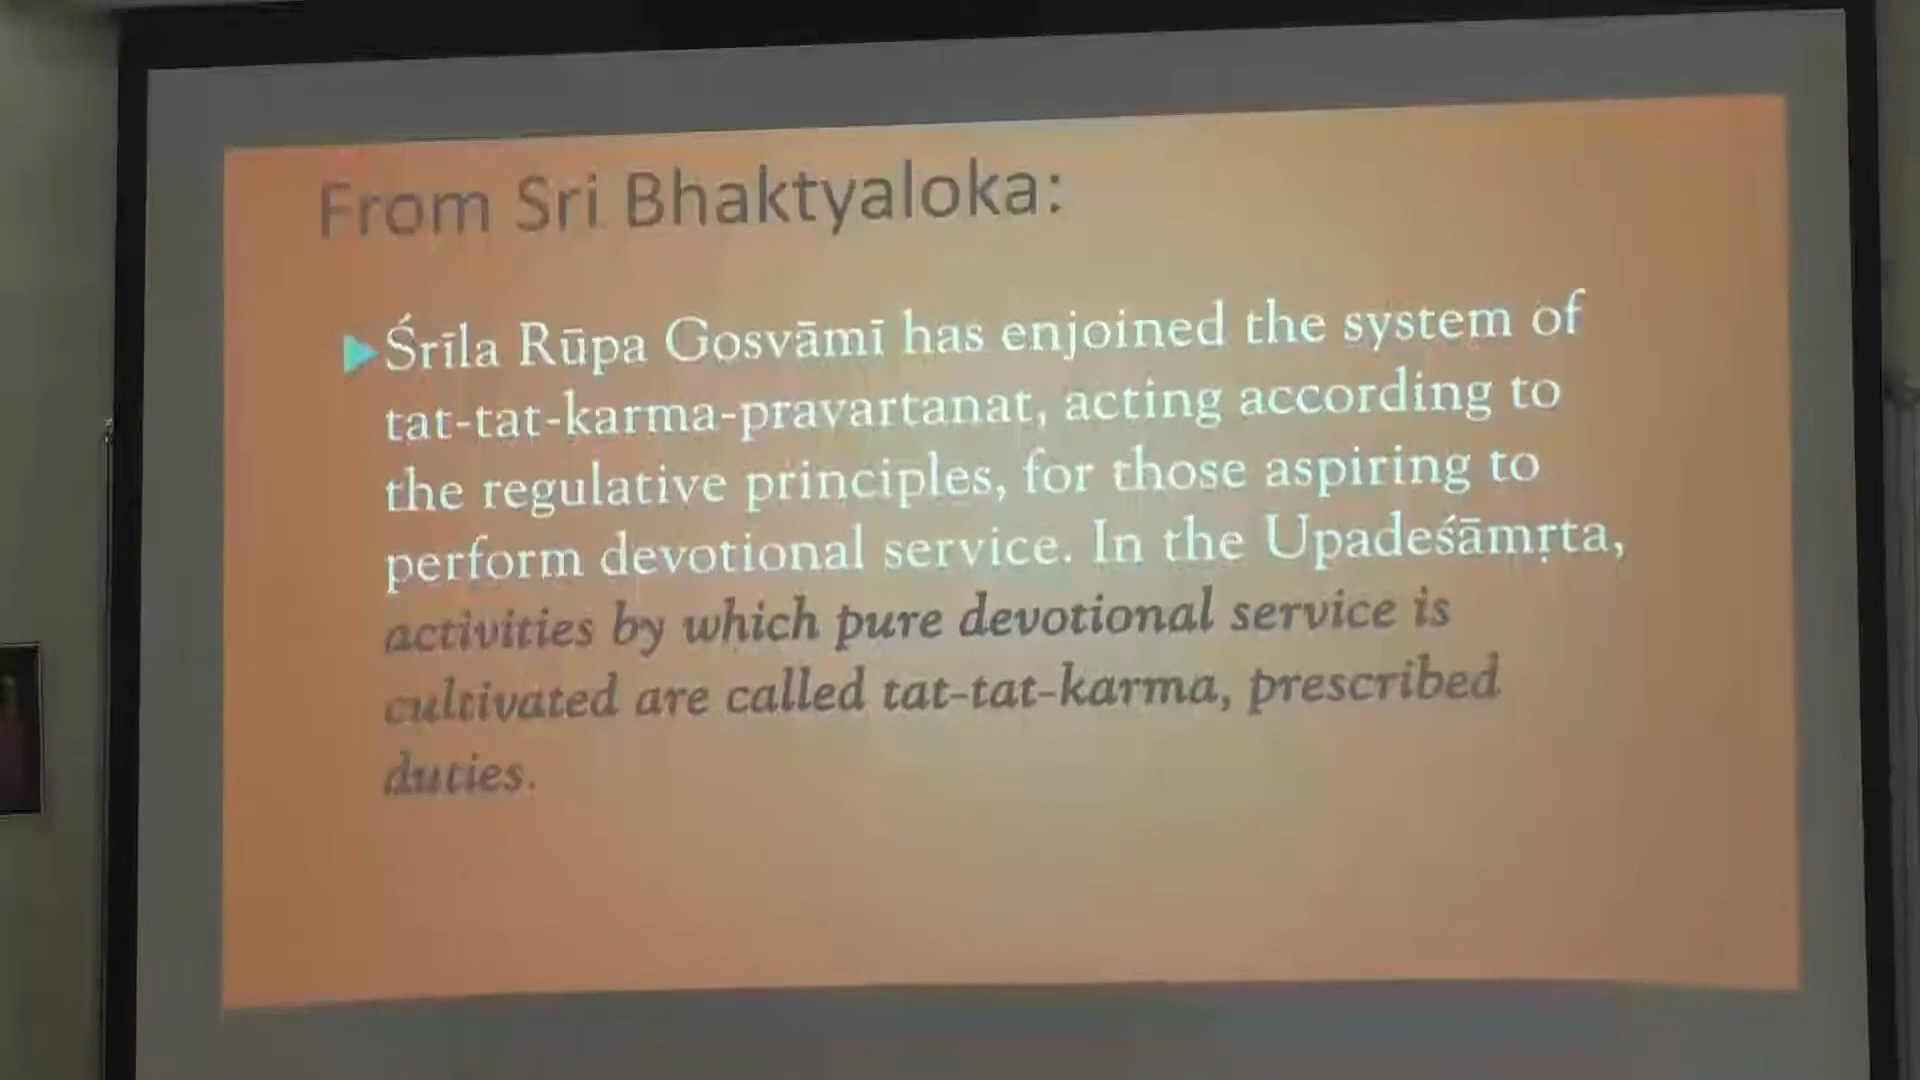 From Sri Bhaktyaloka:
Śrīla Rūpa Gosvāmī has enjoined the system of
tat-tat-karma-pravartanat, acting according to
the regulative principles, for those aspiring to
perform devotional service. In the Upadeśāmṛta,
activities by which pure devotional service is
cultivated are called tat-tat-karma, prescribed
duties.